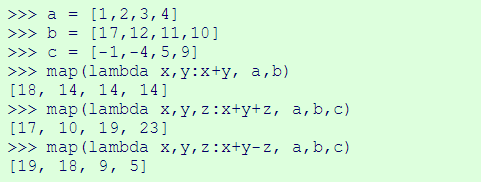 >>> a = [1,2,3,4]
>>> b = [17,12,11,10]
>>> c = [-1,-4,5,9]
>>> map(lambda x,y:x+y, a,b)
[18, 14, 14, 14]
>>> map(lambda x,y,z:x+y+z, a,b,c)
[17, 10, 19, 23]
>>> map(lambda x,y,z:x+y-z, a,b,c)
[19, 18, 9, 5]